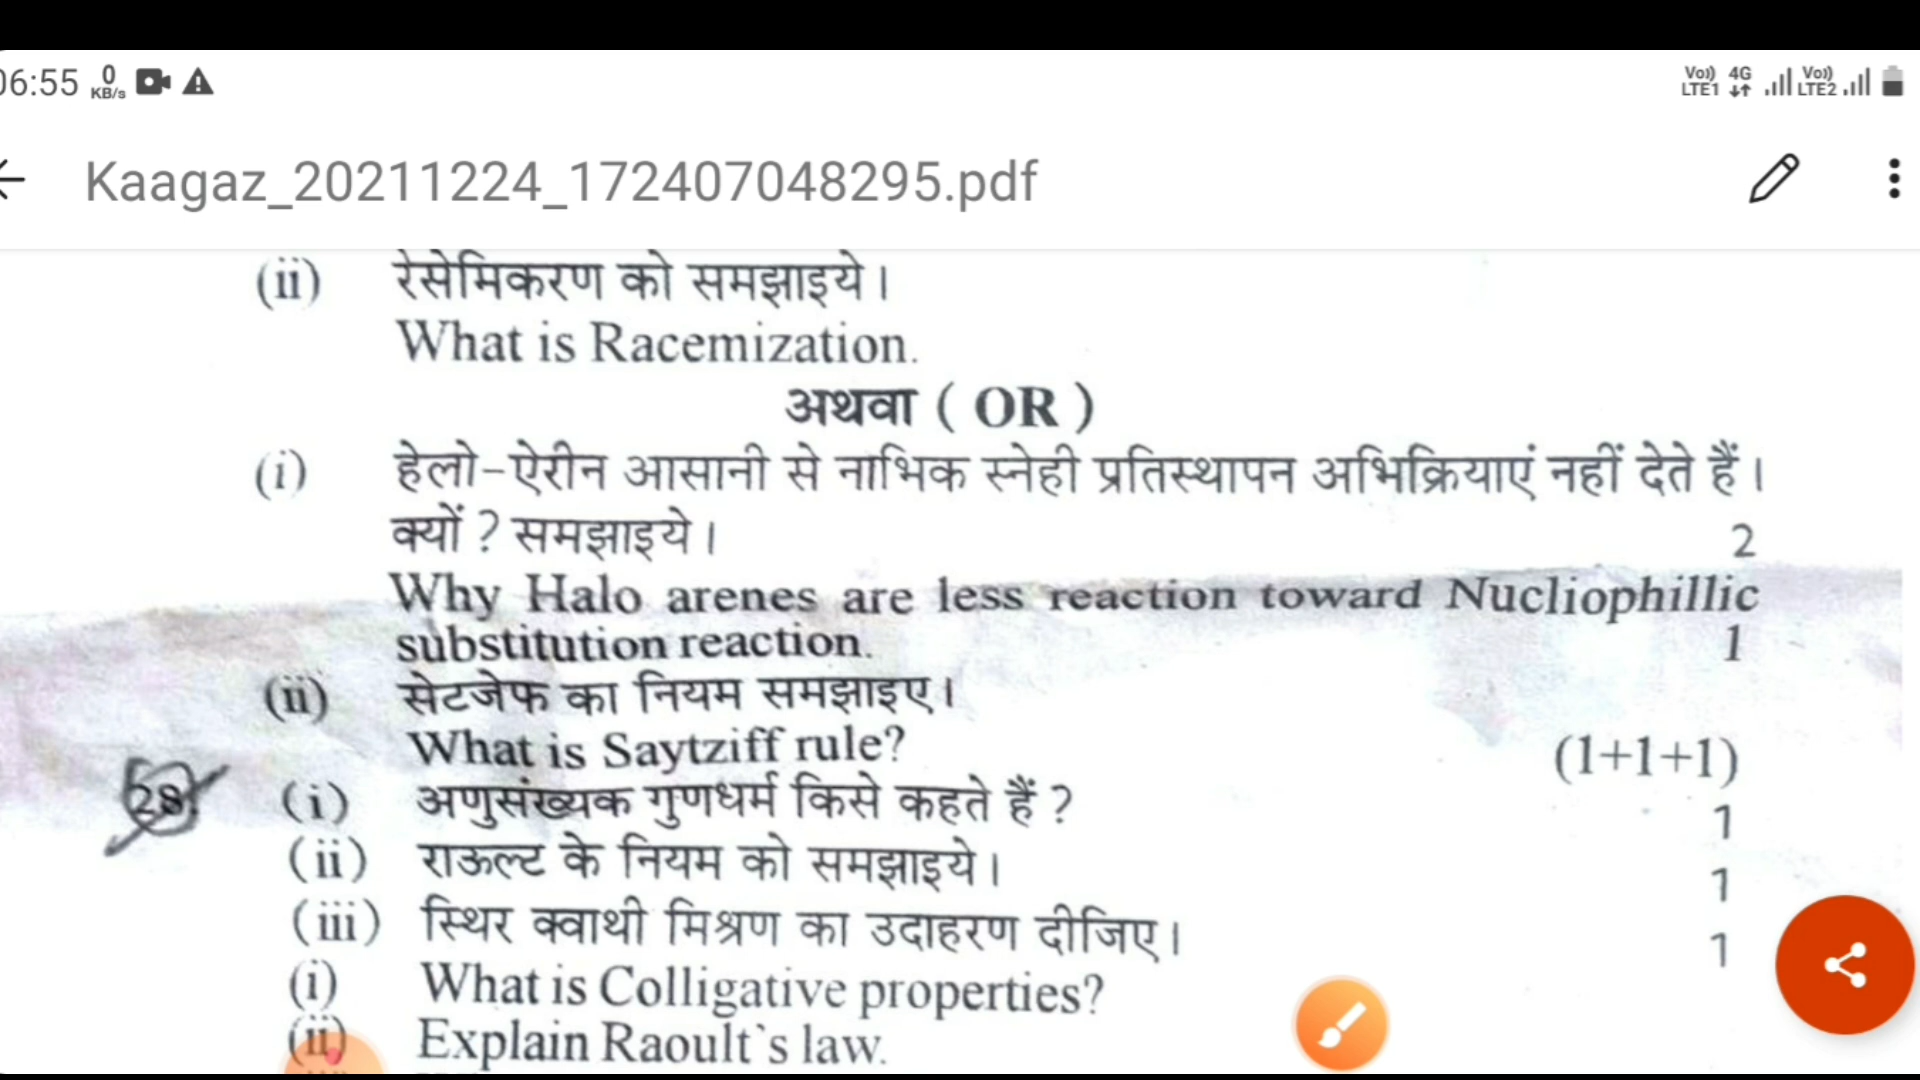 06:55 0 KB/s Vo)) LTE1 4G Vo)) LTE2
Kaagaz_20211224_172407048295.pdf
(ii) रेसेमिकरण को समझाइये।
What is Racemization.
अथवा ( OR )
(i) हेलो-ऐरीन आसानी से नाभिक स्नेही प्रतिस्थापन अभिक्रियाएं नहीं देते हैं।
क्यों ? समझाइये। 2
Why Halo arenes are less reaction toward Nucliophillic
substitution reaction. 1
(ii) सेटजेफ का नियम समझाइए।
What is Saytziff rule? (1+1+1)
28. (i) अणुसंख्यक गुणधर्म किसे कहते हैं ? 1
(ii) राऊल्ट के नियम को समझाइये। 1
(iii) स्थिर क्वाथी मिश्रण का उदाहरण दीजिए। 1
(i) What is Colligative properties?
(ii) Explain Raoult`s law.